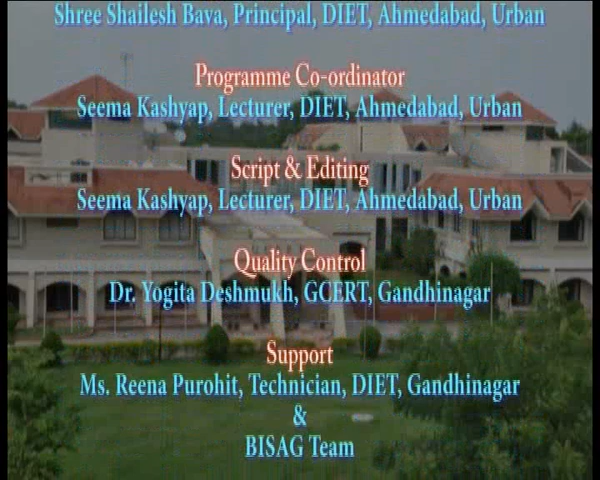 Shree Shailesh Bava, Principal, DIET, Ahmedabad, Urban
Programme Co-ordinator
Seema Kashyap, Lecturer, DIET, Ahmedabad, Urban
Script & Editing
Seema Kashyap, Lecturer, DIET, Ahmedabad, Urban
Quality Control
Dr. Yogita Deshmukh, GCERT, Gandhinagar
Support
Ms. Reena Purohit, Technician, DIET, Gandhinagar
&
BISAG Team